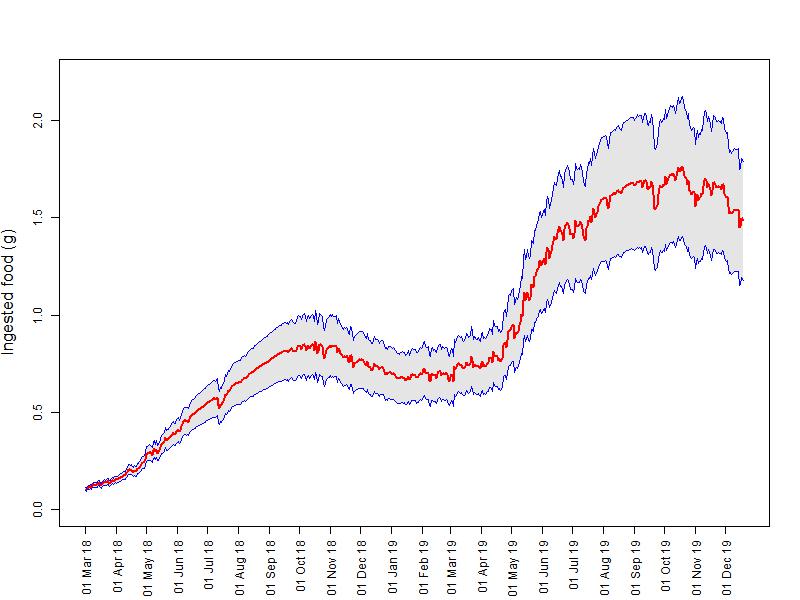 Ingested food (g)
2.0
1.5
1.0
0.5
0.0
01 Mar 18
01 Apr 18
01 May 18
01 Jun 18
01 Jul 18
01 Aug 18
01 Sep 18
01 Oct 18
01 Nov 18
01 Dec 18
01 Jan 19
01 Feb 19
01 Mar 19
01 Apr 19
01 May 19
01 Jun 19
01 Jul 19
01 Aug 19
01 Sep 19
01 Oct 19
01 Nov 19
01 Dec 19